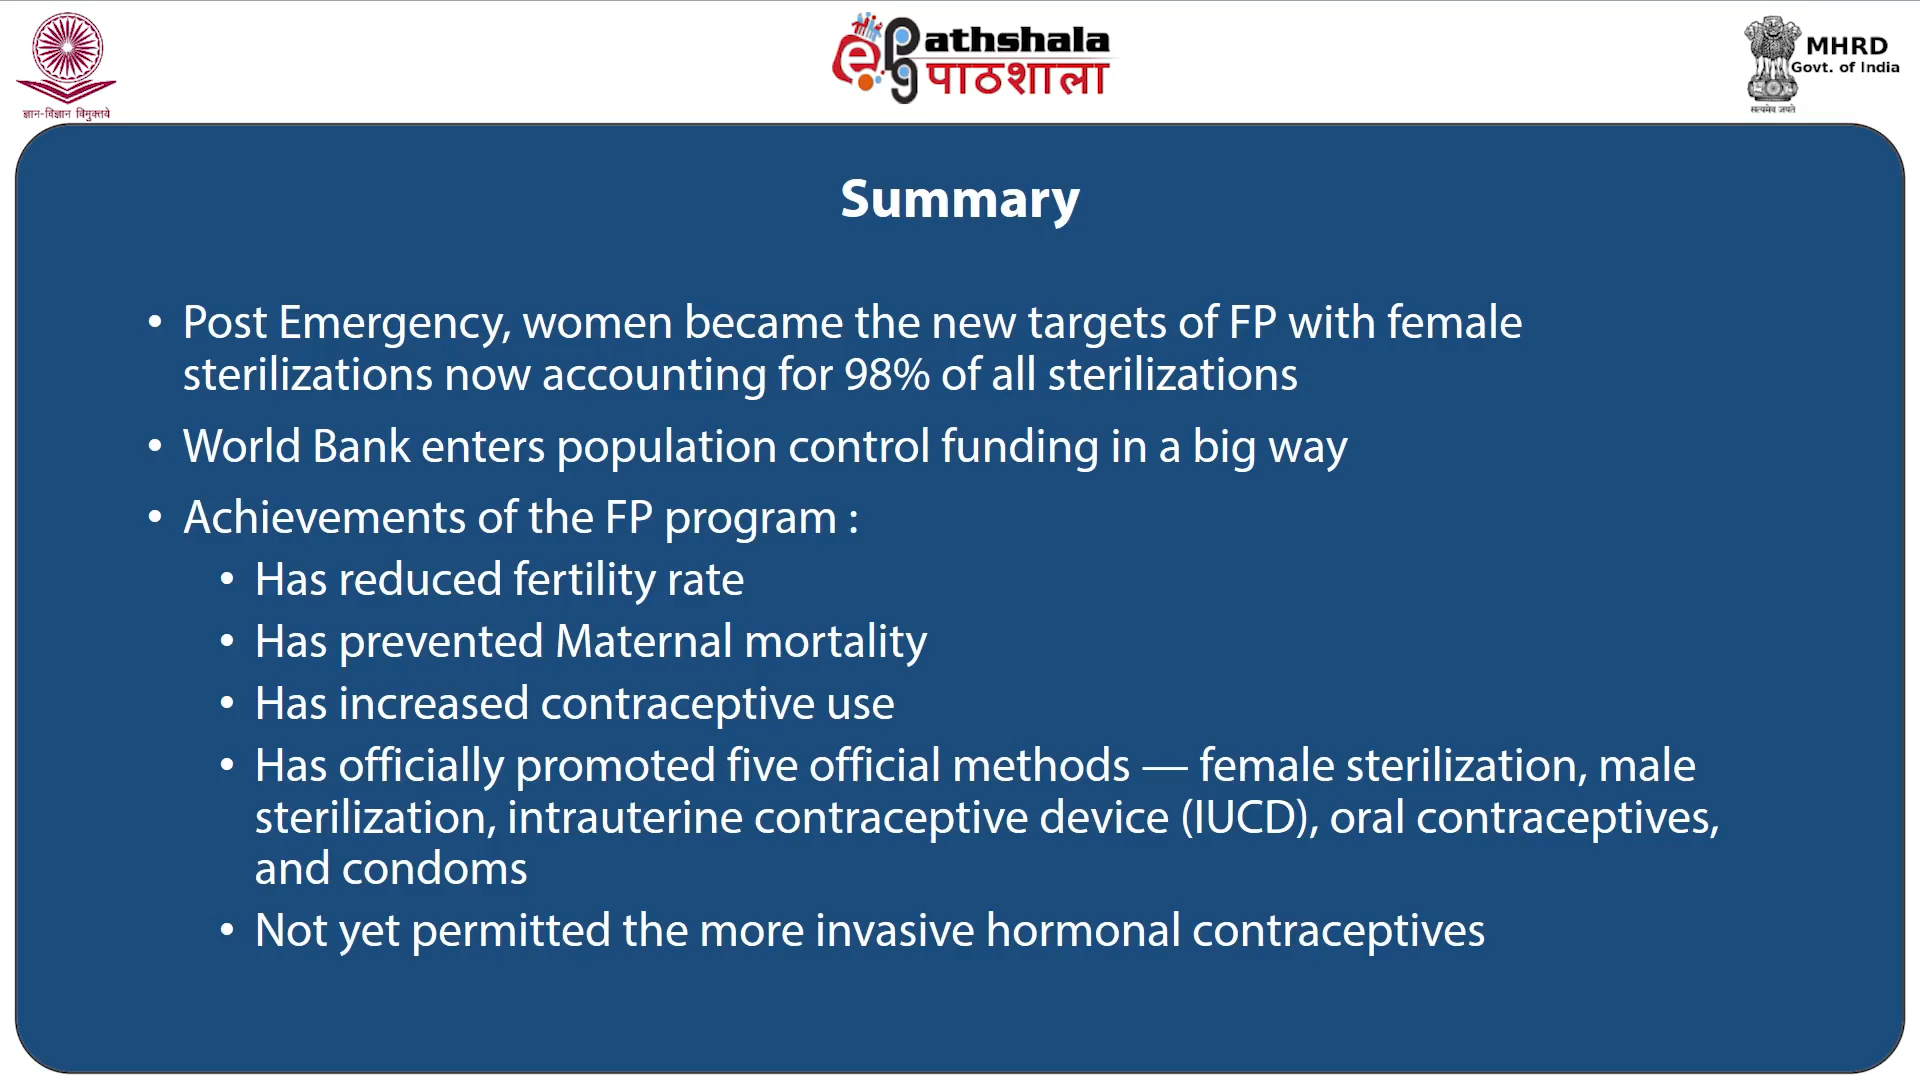 ज्ञान-विज्ञान विमुक्तये
ePG Pathshala
पाठशाला
MHRD
Govt. of India
सत्यमेव जयते
Summary
• Post Emergency, women became the new targets of FP with female
sterilizations now accounting for 98% of all sterilizations
• World Bank enters population control funding in a big way
• Achievements of the FP program :
• Has reduced fertility rate
• Has prevented Maternal mortality
• Has increased contraceptive use
• Has officially promoted five official methods — female sterilization, male
sterilization, intrauterine contraceptive device (IUCD), oral contraceptives,
and condoms
• Not yet permitted the more invasive hormonal contraceptives